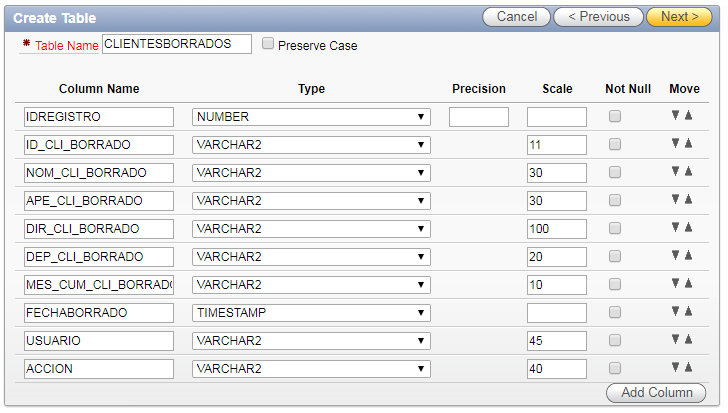 Create Table
Cancel
< Previous
Next >
* Table Name CLIENTESBORRADOS Preserve Case
Column Name Type Precision Scale Not Null Move
IDREGISTRO NUMBER
ID_CLI_BORRADO VARCHAR2 11
NOM_CLI_BORRADO VARCHAR2 30
APE_CLI_BORRADO VARCHAR2 30
DIR_CLI_BORRADO VARCHAR2 100
DEP_CLI_BORRADO VARCHAR2 20
MES_CUM_CLI_BORRADO VARCHAR2 10
FECHABORRADO TIMESTAMP
USUARIO VARCHAR2 45
ACCION VARCHAR2 40
Add Column